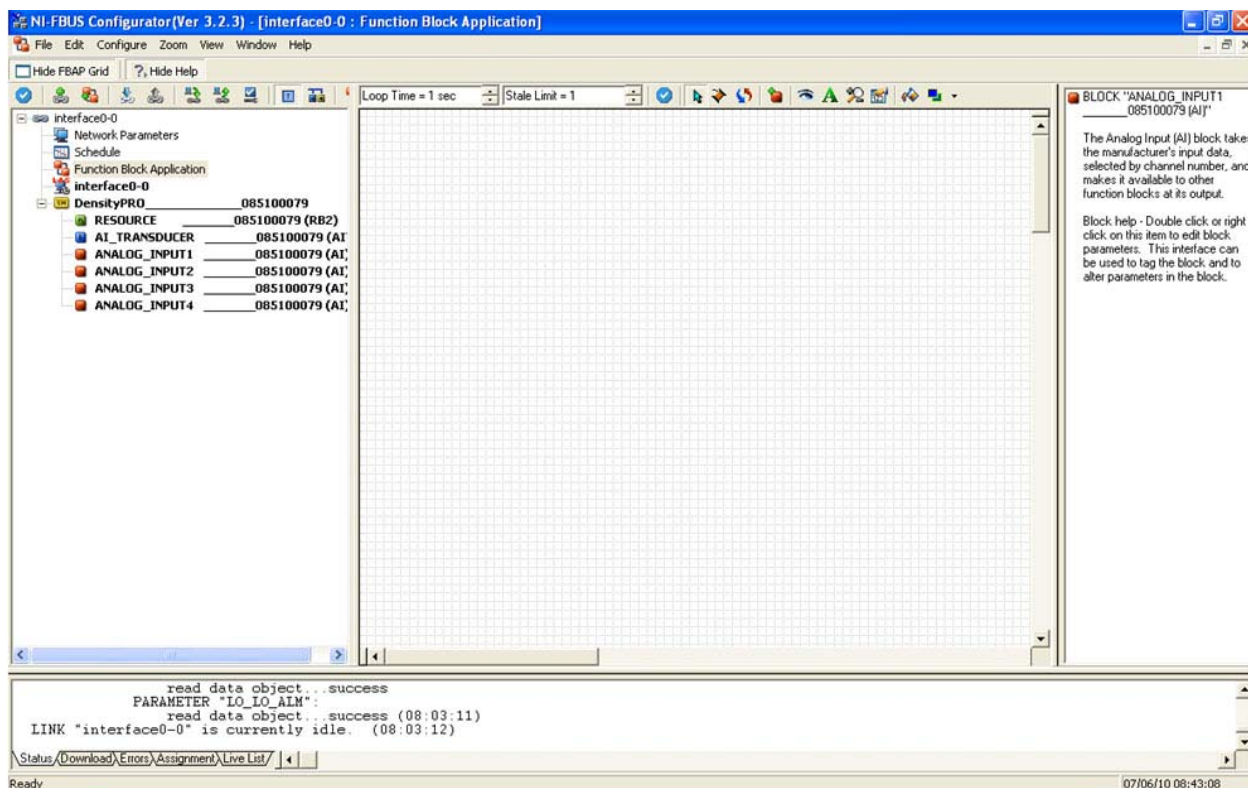 NI-FBUS Configurator(Ver 3.2.3) - [interface0-0 : Function Block Application]
File Edit Configure Zoom View Window Help
Hide FBAP Grid ?, Hide Help
Loop Time = 1 sec Stale Limit = 1
interface0-0
Network Parameters
Schedule
Function Block Application
interface0-0
DensityPRO______________085100079
RESOURCE _______085100079 (RB2)
AI_TRANSDUCER _______085100079 (AI
ANALOG_INPUT1 _______085100079 (AI)
ANALOG_INPUT2 _______085100079 (AI)
ANALOG_INPUT3 _______085100079 (AI)
ANALOG_INPUT4 _______085100079 (AI)
BLOCK "ANALOG_INPUT1
_______085100079 (AI)"
The Analog Input (AI) block takes
the manufacturer's input data,
selected by channel number, and
makes it available to other
function blocks at its output.
Block help - Double click or right
click on this item to edit block
parameters. This interface can
be used to tag the block and to
alter parameters in the block.
read data object...success
PARAMETER "LO_LO_ALM":
read data object...success (08:03:11)
LINK "interface0-0" is currently idle. (08:03:12)
Status Download Errors Assignment Live List
Ready
07/06/10 08:43:08